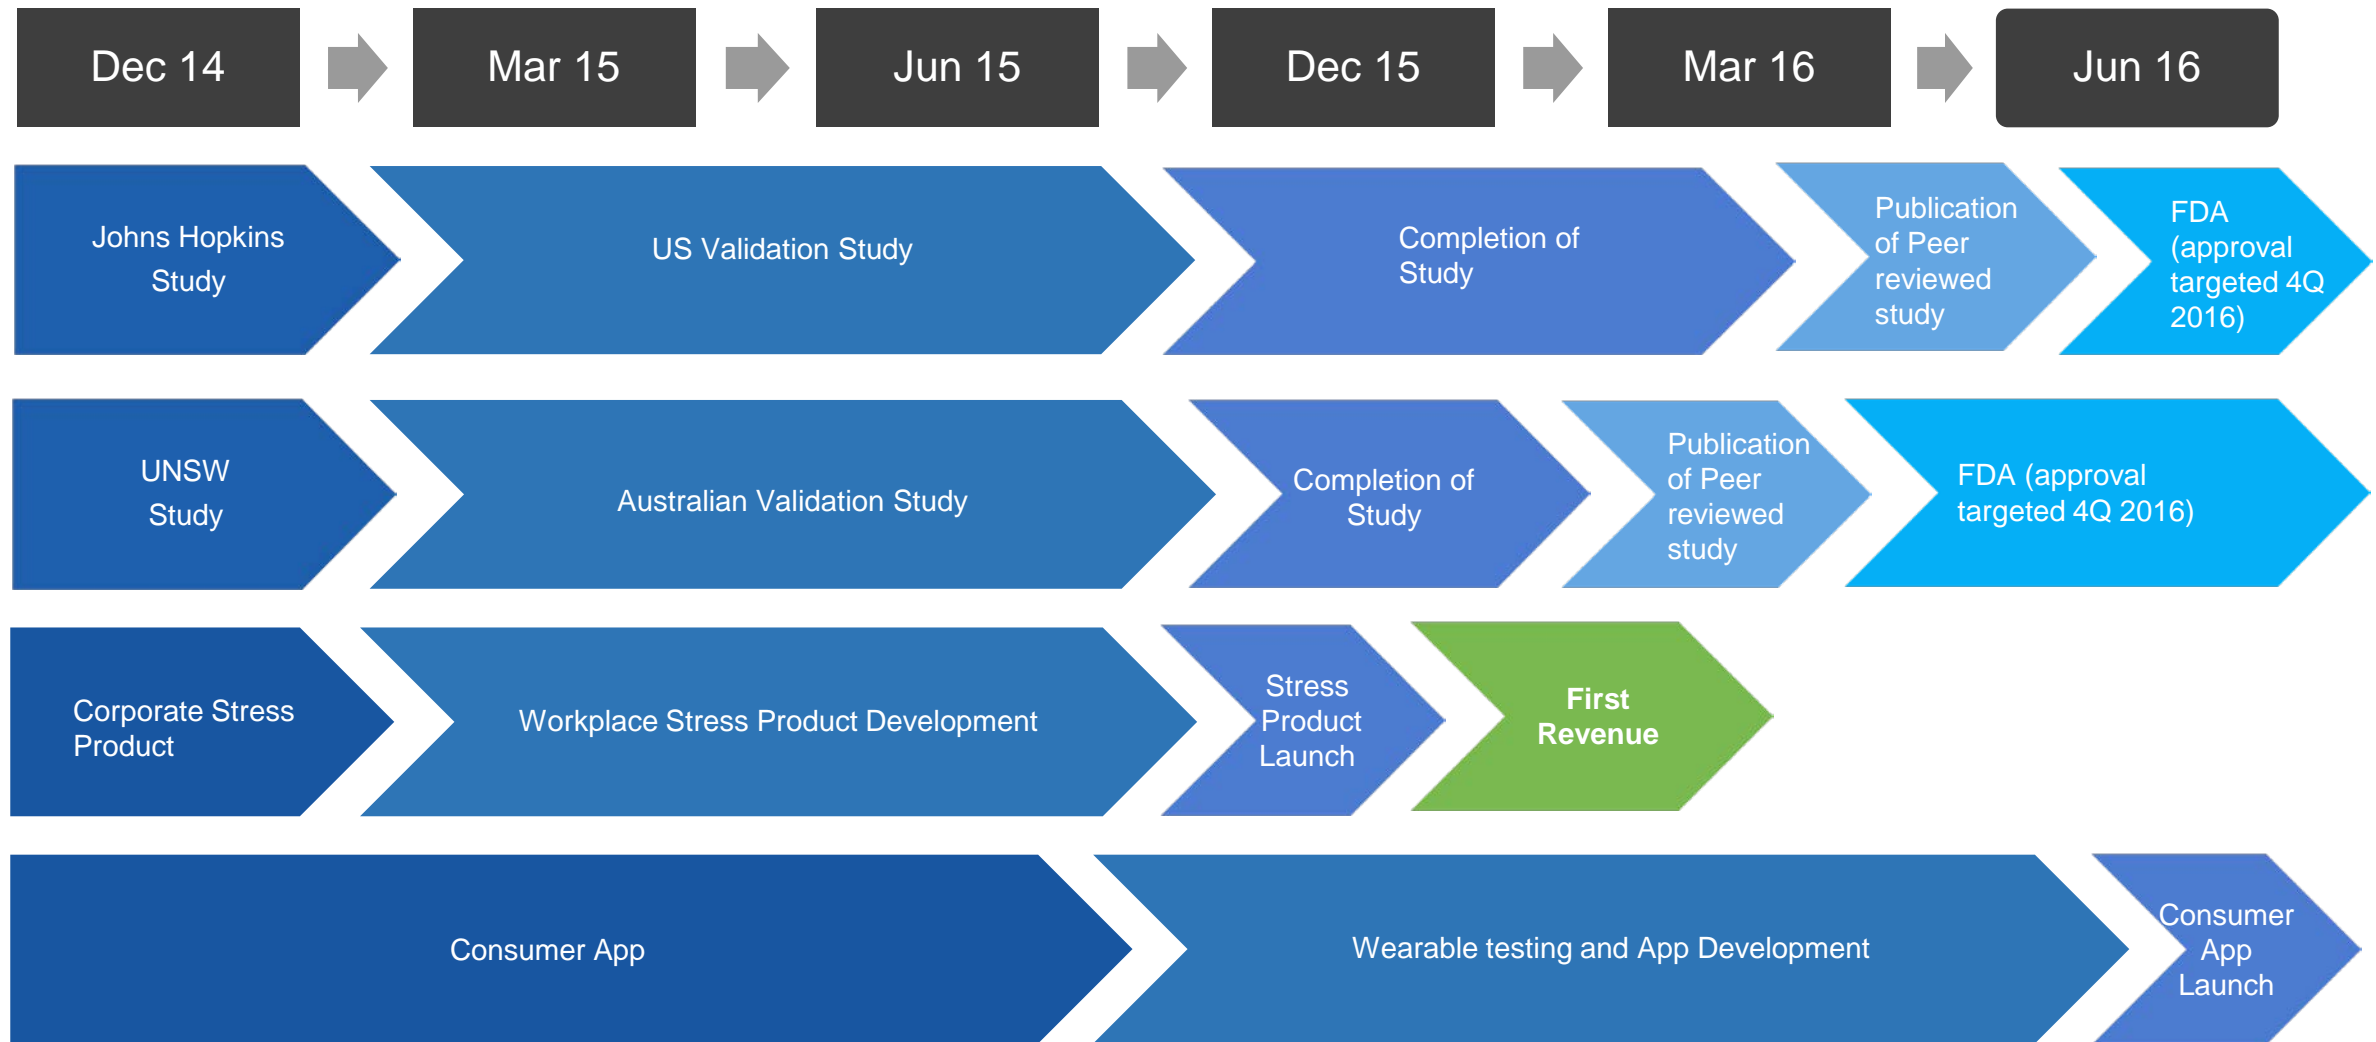 Dec 14
Mar 15
Jun 15
Dec 15
Mar 16
Jun 16
Johns Hopkins
Study
US Validation Study
Completion of
Study
Publication
of Peer
reviewed
study
FDA
(approval
targeted 4Q
2016)
UNSW
Study
Australian Validation Study
Completion of
Study
Publication
of Peer
reviewed
study
FDA (approval
targeted 4Q 2016)
Corporate Stress
Product
Workplace Stress Product Development
Stress
Product
Launch
First
Revenue
Consumer App
Wearable testing and App Development
Consumer
App
Launch